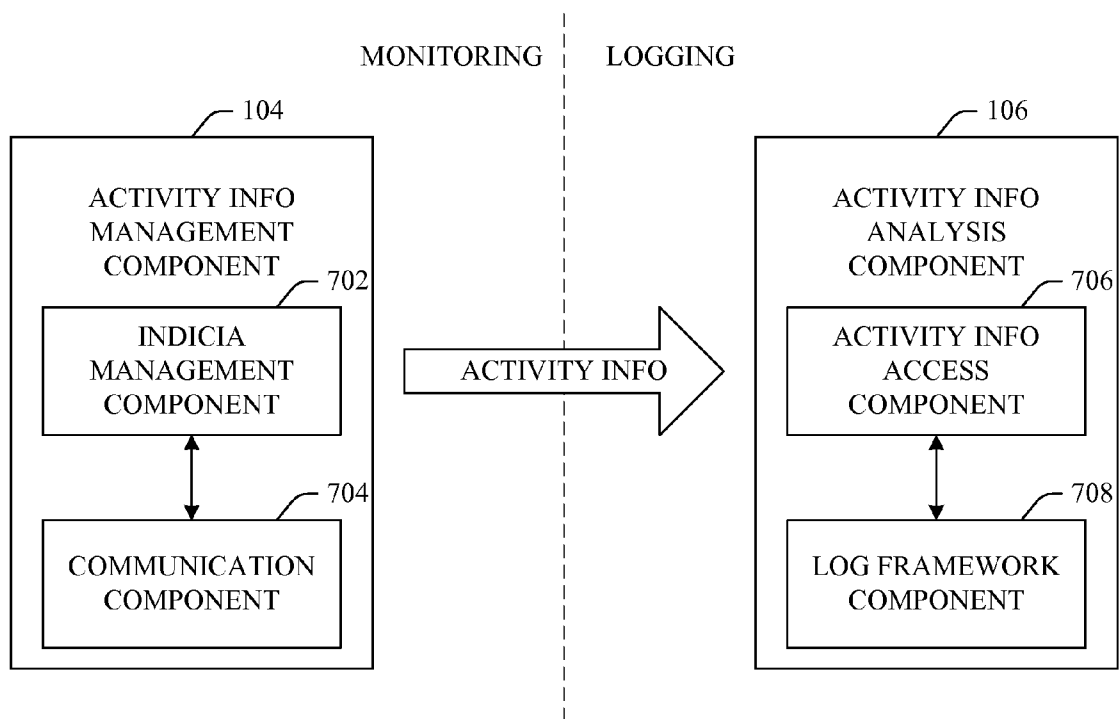 MONITORING
LOGGING
104
ACTIVITY INFO
MANAGEMENT
COMPONENT
702
INDICIA
MANAGEMENT
COMPONENT
704
COMMUNICATION
COMPONENT
ACTIVITY INFO
106
ACTIVITY INFO
ANALYSIS
COMPONENT
706
ACTIVITY INFO
ACCESS
COMPONENT
708
LOG FRAMEWORK
COMPONENT